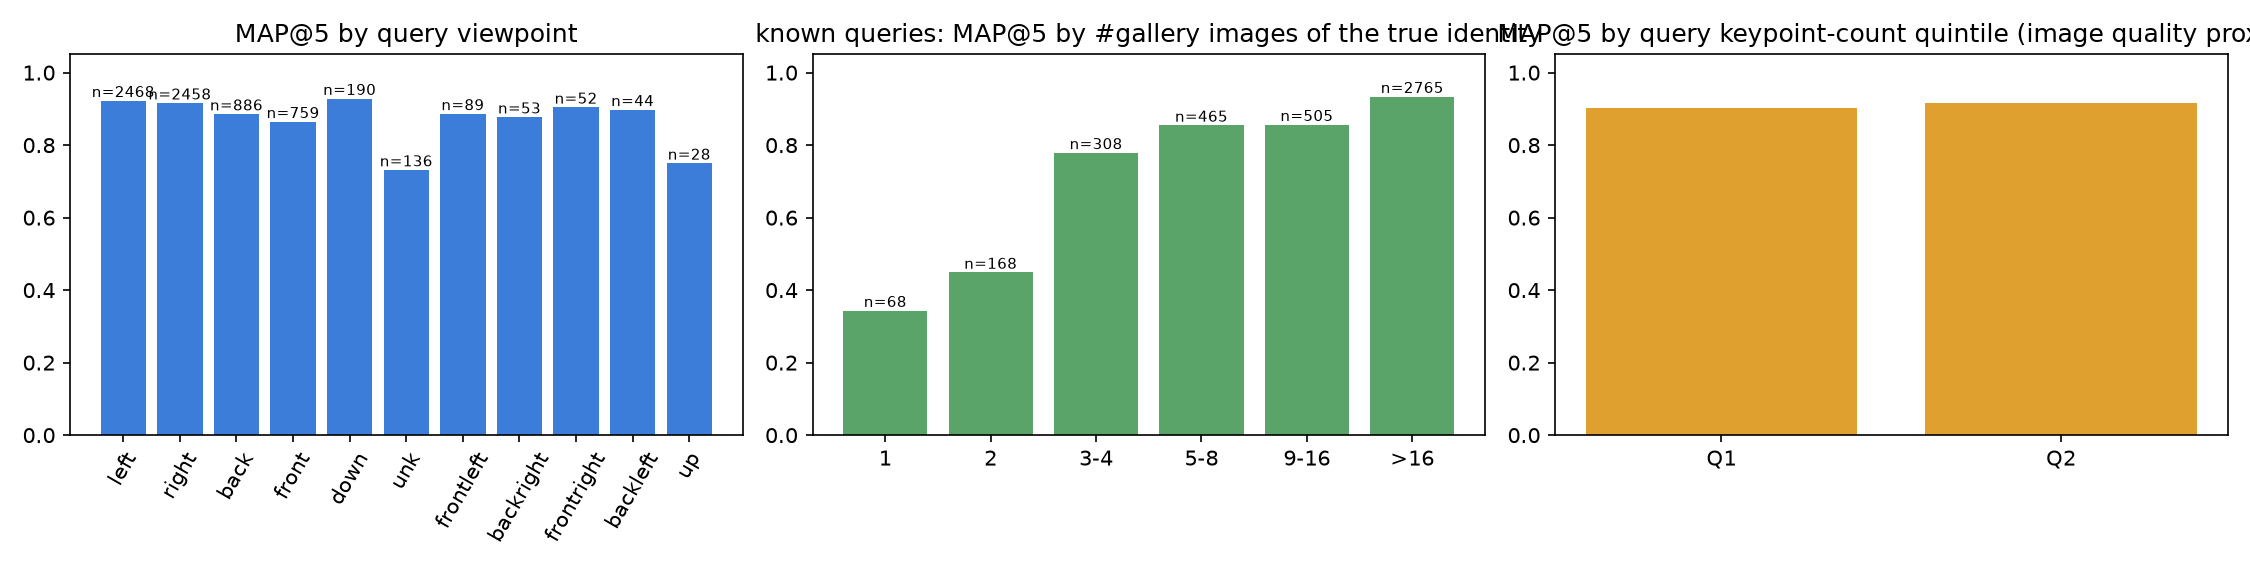 MAP@5 by query viewpoint
1.0
0.8
0.6
0.4
0.2
0.0
n=2468
n=2458
n=886
n=759
n=190
n=136
n=89
n=53
n=52
n=44
n=28
left
right
back
front
down
unk
frontleft
backright
frontright
backleft
up
known queries: MAP@5 by #gallery images of the true identity
1.0
0.8
0.6
0.4
0.2
0.0
n=68
n=168
n=308
n=465
n=505
n=2765
1
2
3-4
5-8
9-16
>16
MAP@5 by query keypoint-count quintile (image quality prox
1.0
0.8
0.6
0.4
0.2
0.0
Q1
Q2